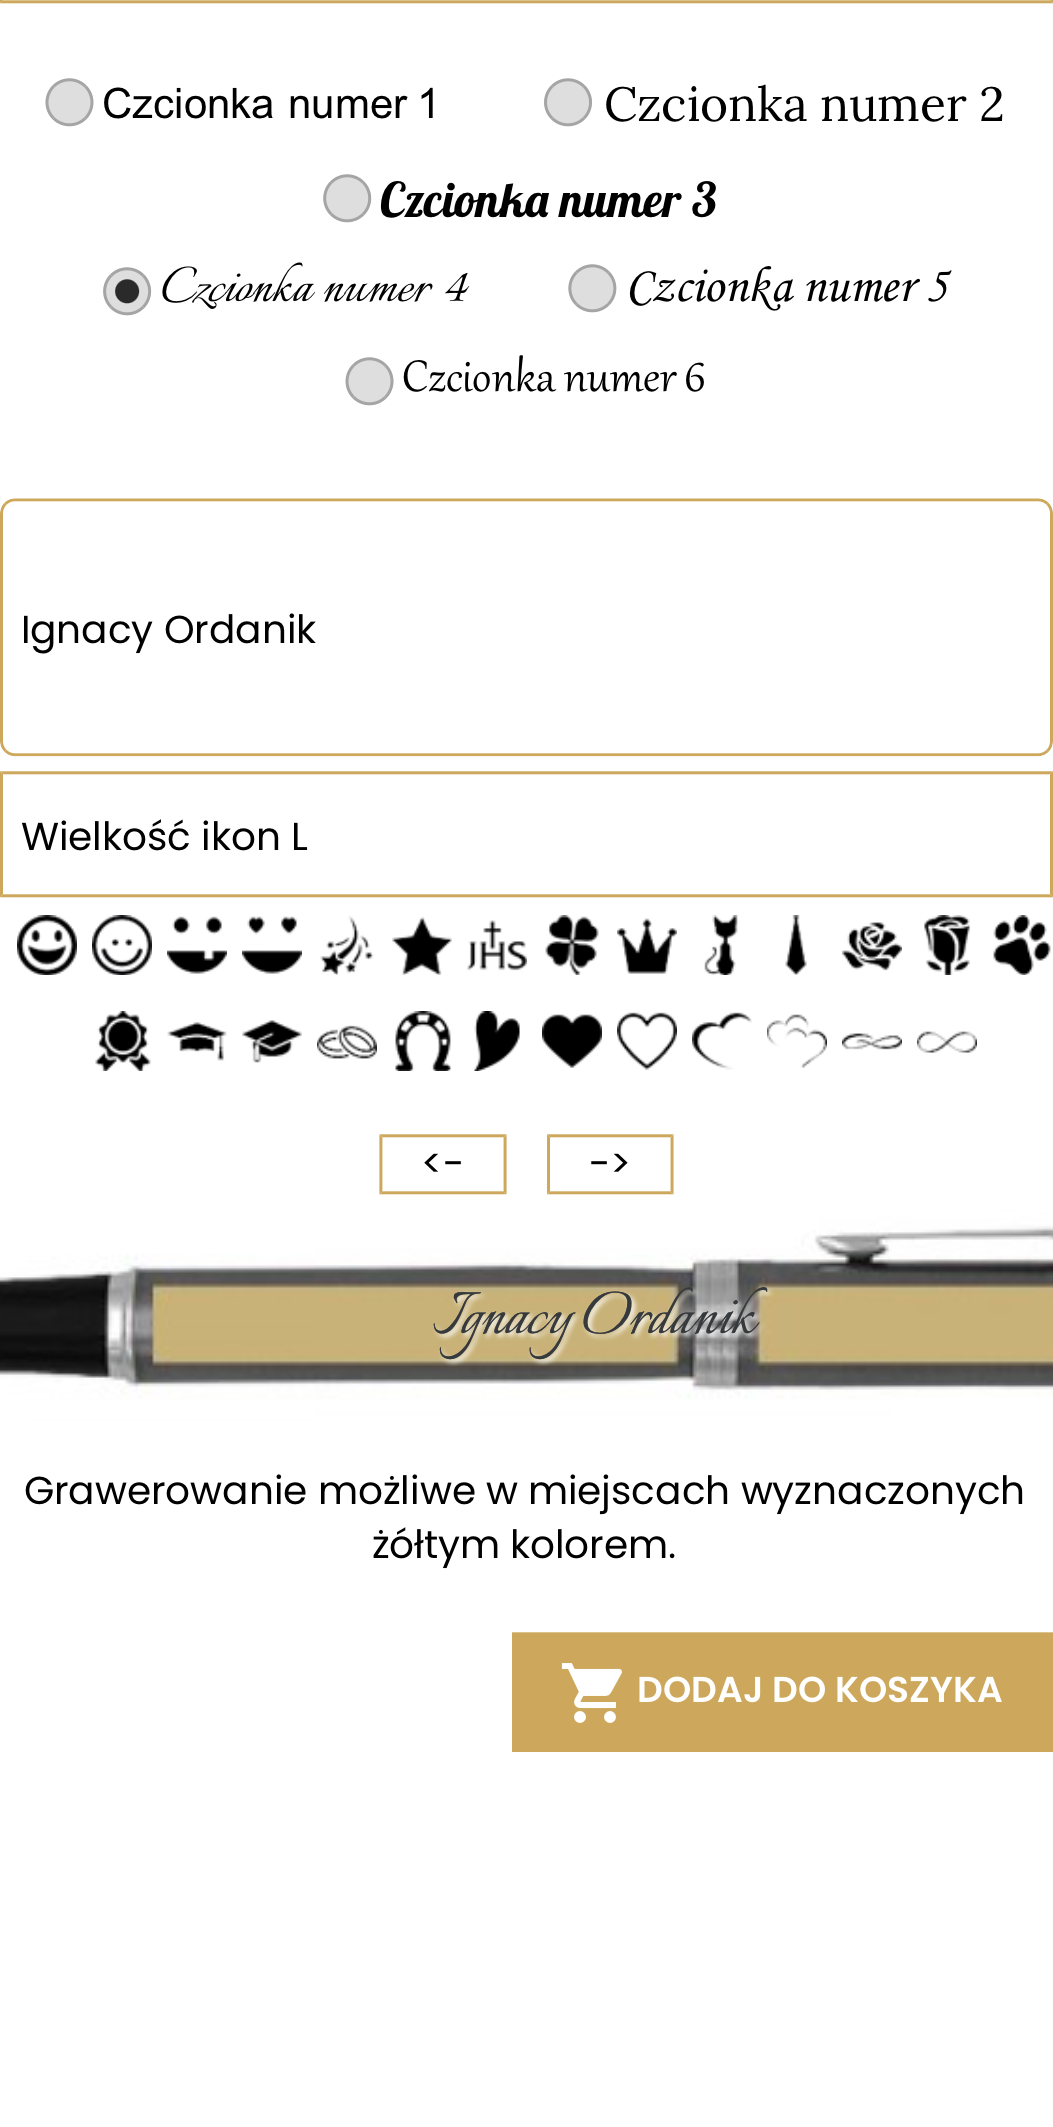 Czcionka numer 1 Czcionka numer 2
Czcionka numer 3
Czcionka numer 4 Czcionka numer 5
Czcionka numer 6
Ignacy Ordanik
Wielkość ikon L
JHS
<- ->
Ignacy Ordanik
Grawerowanie możliwe w miejscach wyznaczonych
żółtym kolorem.
DODAJ DO KOSZYKA